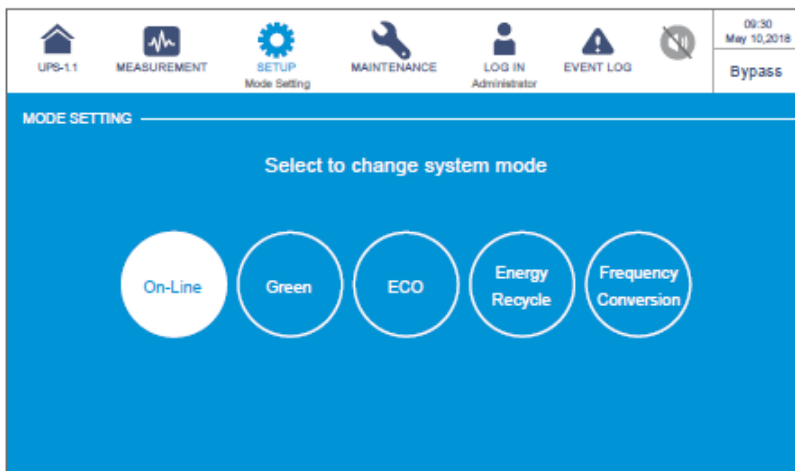 09:30
May 10,2018
UPS-1.1
MEASUREMENT
SETUP
Mode Setting
MAINTENANCE
LOG IN
Administrator
EVENT LOG
Bypass
MODE SETTING
Select to change system mode
On-Line
Green
ECO
Energy
Recycle
Frequency
Conversion